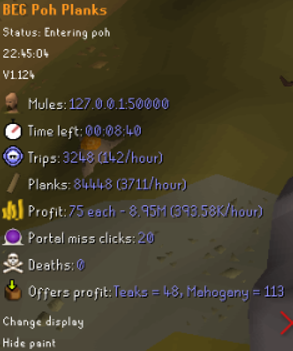 BEG Poh Planks
Status: Entering poh
22:45:04
V1.124
Mules: 127.0.0.1:50000
Time left: 00:08:40
Trips: 3248 (142/hour)
Planks: 84448 (3711/hour)
Profit: 75 each - 8.95M (393.58K/hour)
Portal miss clicks: 20
Deaths: 0
Offers profit: Teaks = 48, Mahogany = 113
Change display
Hide paint